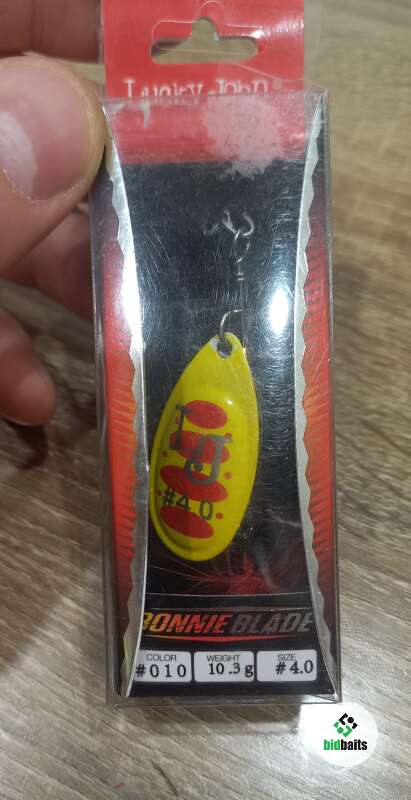 Lucky John®
LJ
#4.0
BONNIE BLADE
COLOR WEIGHT SIZE
#010 10.3g #4.0
bidbaits